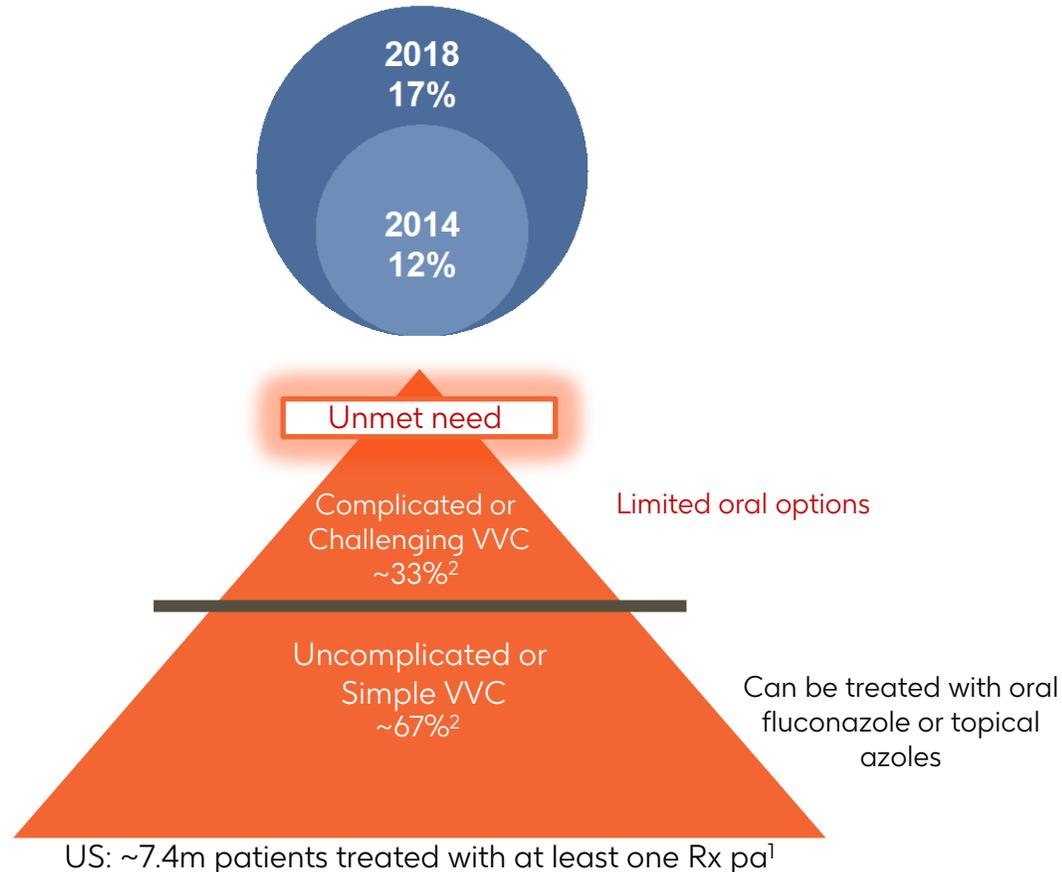 2018
17%
2014
12%
Unmet need
Complicated or
Challenging VVC
~33%²
Limited oral options
Uncomplicated or
Simple VVC
~67%²
Can be treated with oral
fluconazole or topical
azoles
US: ~7.4m patients treated with at least one Rx pa¹